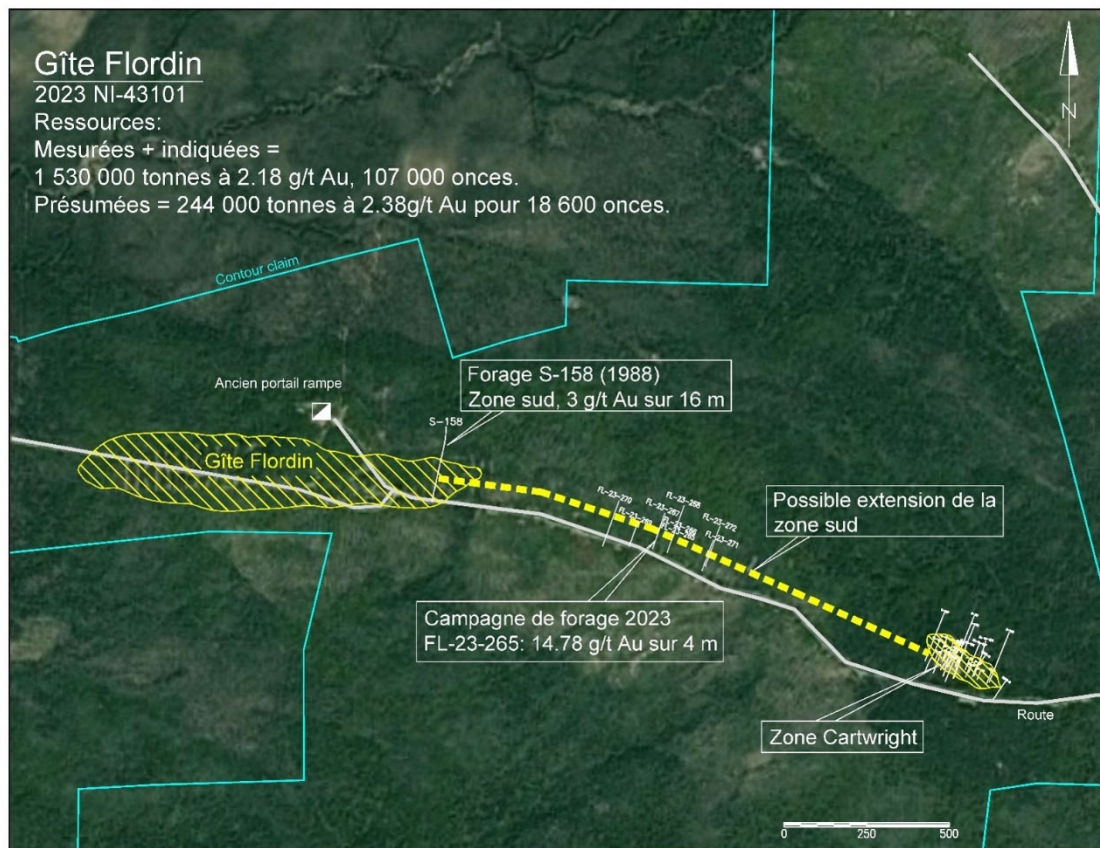 Gîte Flordin
2023 NI-43101
Ressources:
Mesurées + indiquées =
1 530 000 tonnes à 2.18 g/t Au, 107 000 onces.
Présumées = 244 000 tonnes à 2.38g/t Au pour 18 600 onces.
N
Contour claim
Ancien portail rampe
Forage S-158 (1988)
Zone sud, 3 g/t Au sur 16 m
S-158
Gîte Flordin
FL-23-270
FL-23-267
FL-23-272
FL-23-265
FL-23-271
Possible extension de la
zone sud
Campagne de forage 2023
FL-23-265: 14.78 g/t Au sur 4 m
Zone Cartwright
Route
0
250
500